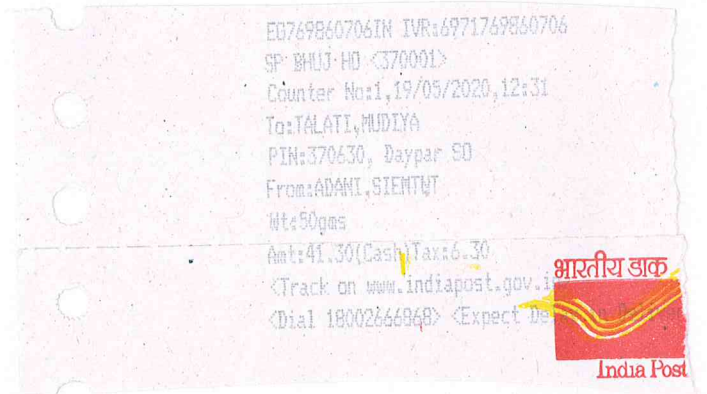 EG769860706IN IVR:6971769860706
SP BHUJ HO <370001>
Counter No:1,19/05/2020,12:31
To:TALATI,MUDIYA
PIN:370630, Daypar SO
From:ADANI,SIEMTWT
Wt:50gms
Amt:41.30(Cash)Tax:6.30
<Track on www.indiapost.gov.i
<Dial 18002666868> <Expect De
भारतीय डाक
India Post